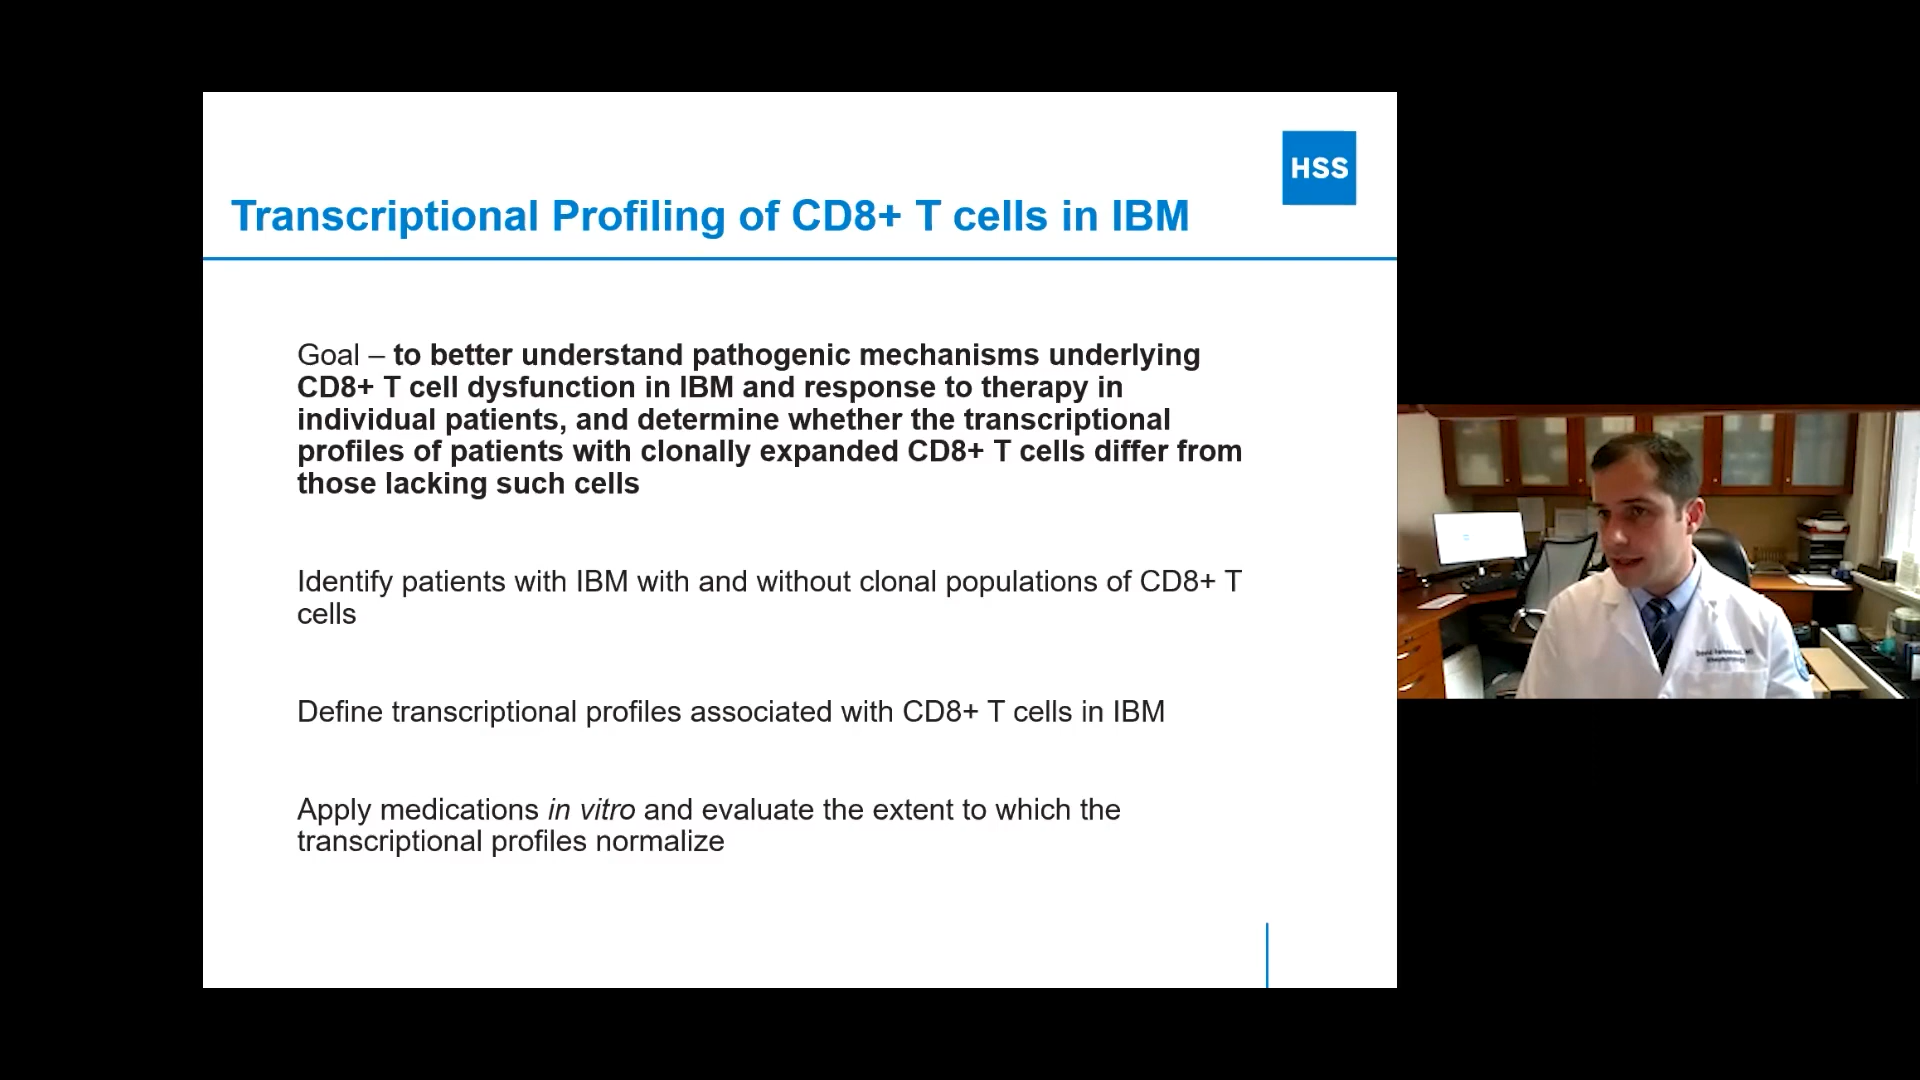 HSS
Transcriptional Profiling of CD8+ T cells in IBM
Goal – to better understand pathogenic mechanisms underlying
CD8+ T cell dysfunction in IBM and response to therapy in
individual patients, and determine whether the transcriptional
profiles of patients with clonally expanded CD8+ T cells differ from
those lacking such cells
Identify patients with IBM with and without clonal populations of CD8+ T
cells
Define transcriptional profiles associated with CD8+ T cells in IBM
Apply medications in vitro and evaluate the extent to which the
transcriptional profiles normalize